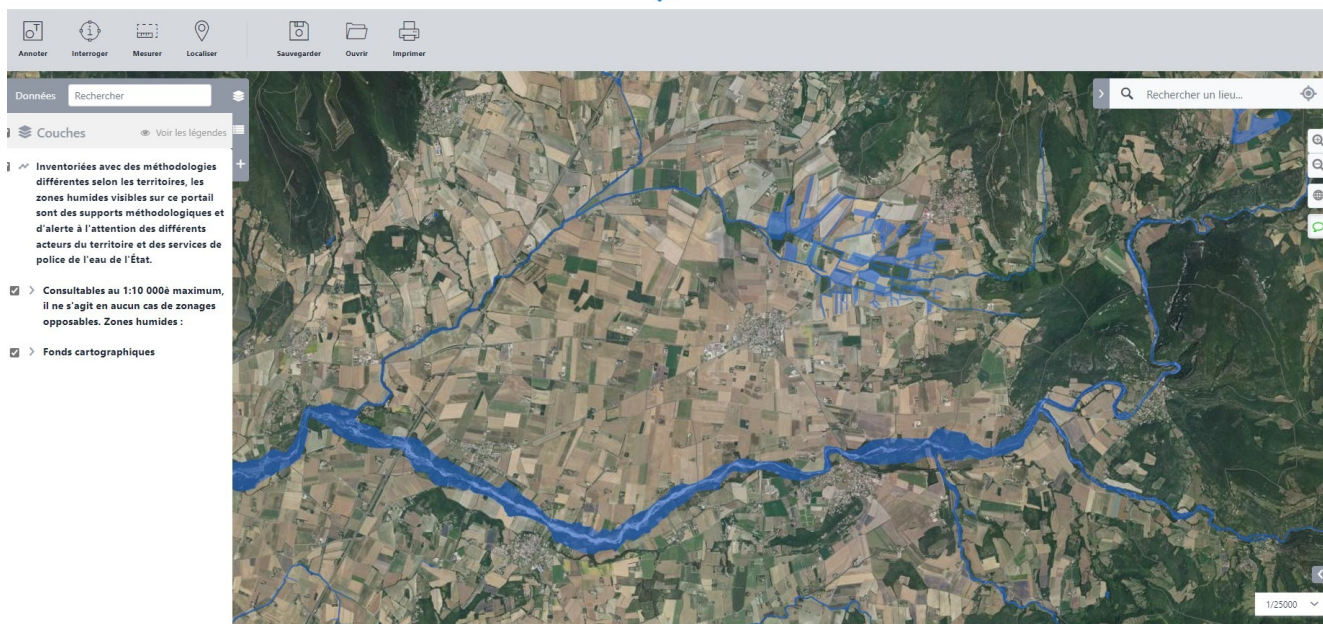 Annoter Interroger Mesurer Localiser Sauvegarder Ouvrir Imprimer
Données Rechercher
Rechercher un lieu...
Couches Voir les légendes
Inventoriées avec des méthodologies
différentes selon les territoires, les
zones humides visibles sur ce portail
sont des supports méthodologiques et
d'alerte à l'attention des différents
acteurs du territoire et des services de
police de l'eau de l'État.
Consultables au 1:10 000è maximum,
il ne s'agit en aucun cas de zonages
opposables. Zones humides :
Fonds cartographiques
1/25000